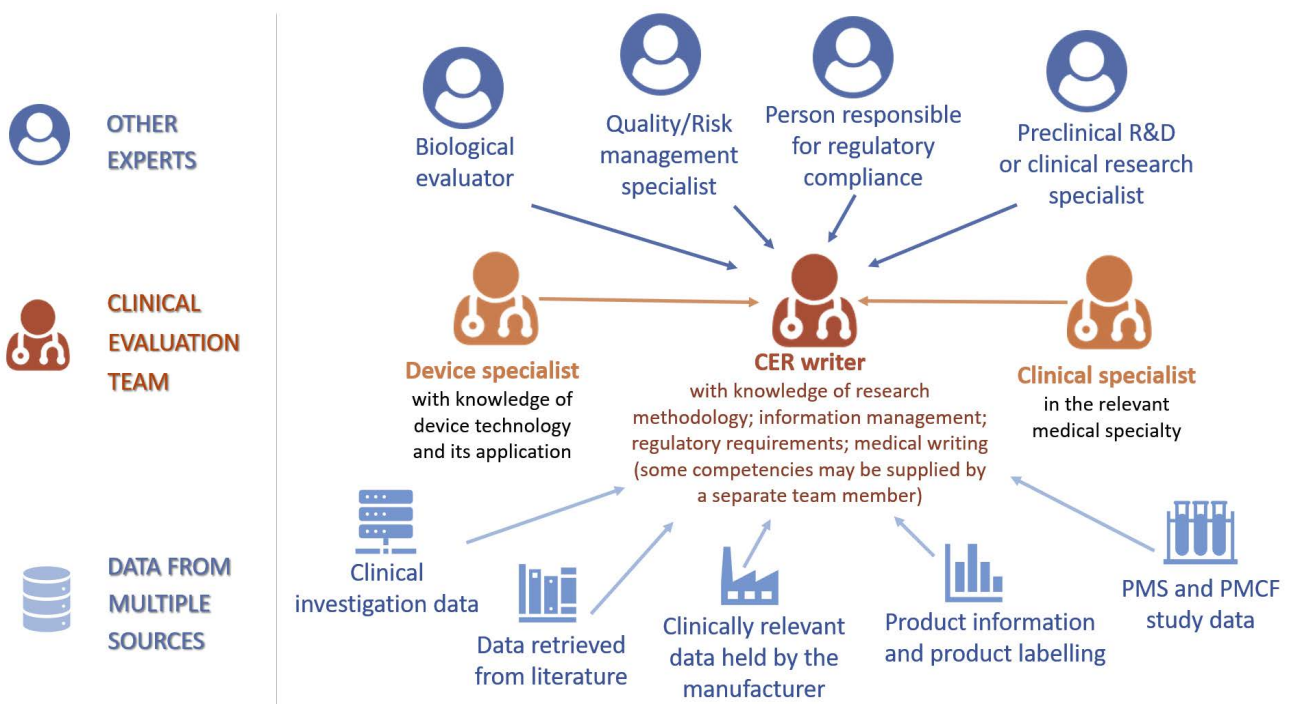 OTHER
EXPERTS
Biological
evaluator
Quality/Risk
management
specialist
Person responsible
for regulatory
compliance
Preclinical R&D
or clinical research
specialist
CLINICAL
EVALUATION
TEAM
Device specialist
with knowledge of
device technology
and its application
CER writer
with knowledge of research
methodology; information management;
regulatory requirements; medical writing
(some competencies may be supplied by
a separate team member)
Clinical specialist
in the relevant
medical specialty
DATA FROM
MULTIPLE
SOURCES
Clinical
investigation data
Data retrieved
from literature
Clinically relevant
data held by the
manufacturer
Product information
and product labelling
PMS and PMCF
study data